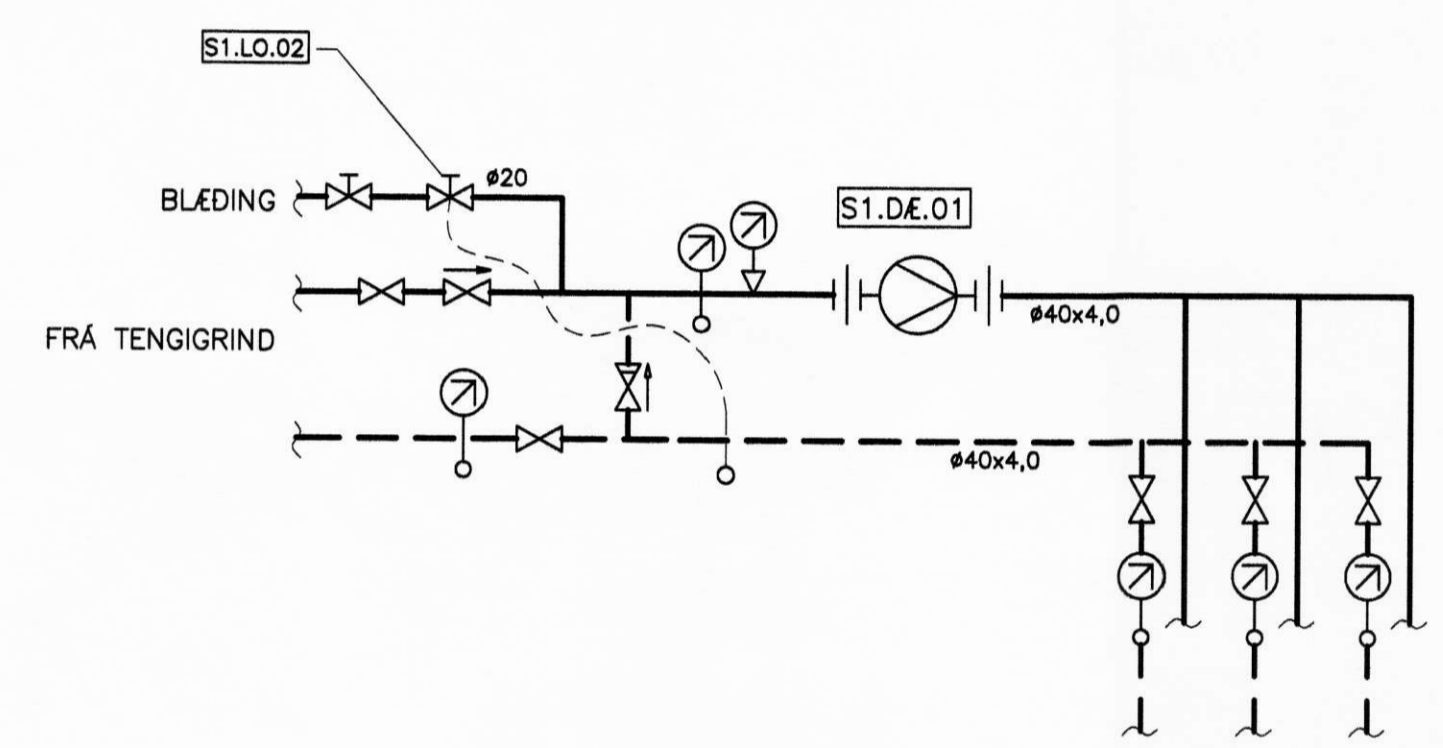 S1.LO.02
BLÆÐING
ø20
S1.DÆ.01
ø40x4,0
FRÁ TENGIGRIND
ø40x4,0